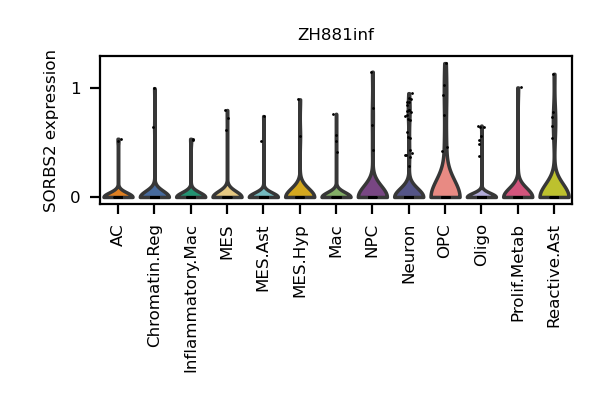 ZH881inf
SORBS2 expression
1
0
AC
Chromatin.Reg
Inflammatory.Mac
MES
MES.Ast
MES.Hyp
Mac
NPC
Neuron
OPC
Oligo
Prolif.Metab
Reactive.Ast